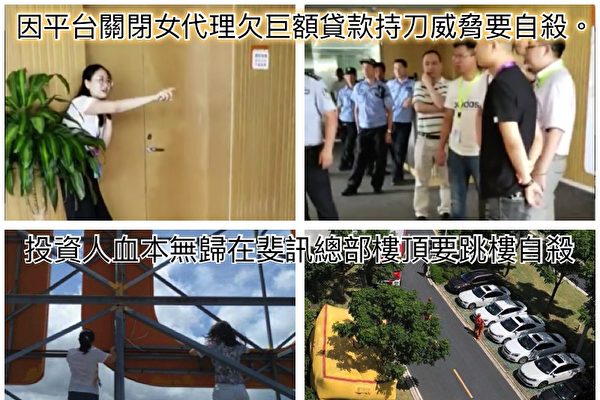 因平台關閉女代理欠巨額貸款持刀威脅要自殺。
adidas
投資人血本無歸在斐訊總部樓頂要跳樓自殺